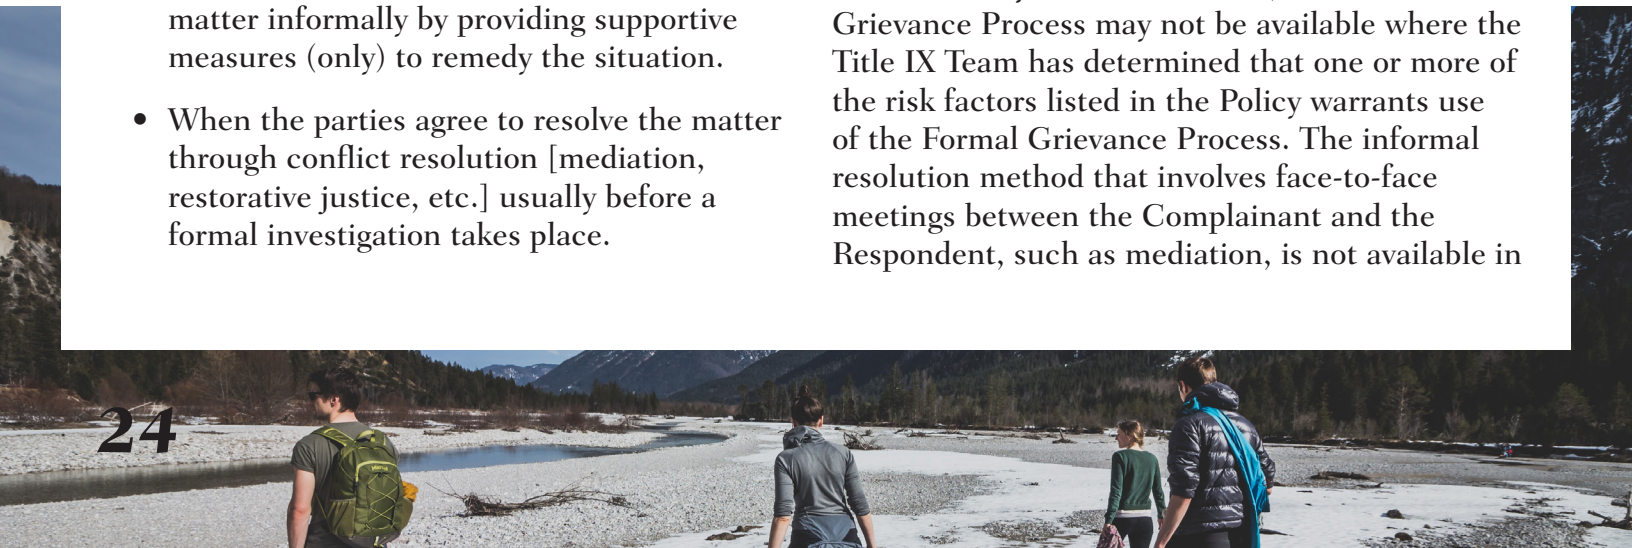 matter informally by providing supportive
measures (only) to remedy the situation.
• When the parties agree to resolve the matter
through conflict resolution [mediation,
restorative justice, etc.] usually before a
formal investigation takes place.
Grievance Process may not be available where the
Title IX Team has determined that one or more of
the risk factors listed in the Policy warrants use
of the Formal Grievance Process. The informal
resolution method that involves face-to-face
meetings between the Complainant and the
Respondent, such as mediation, is not available in
24